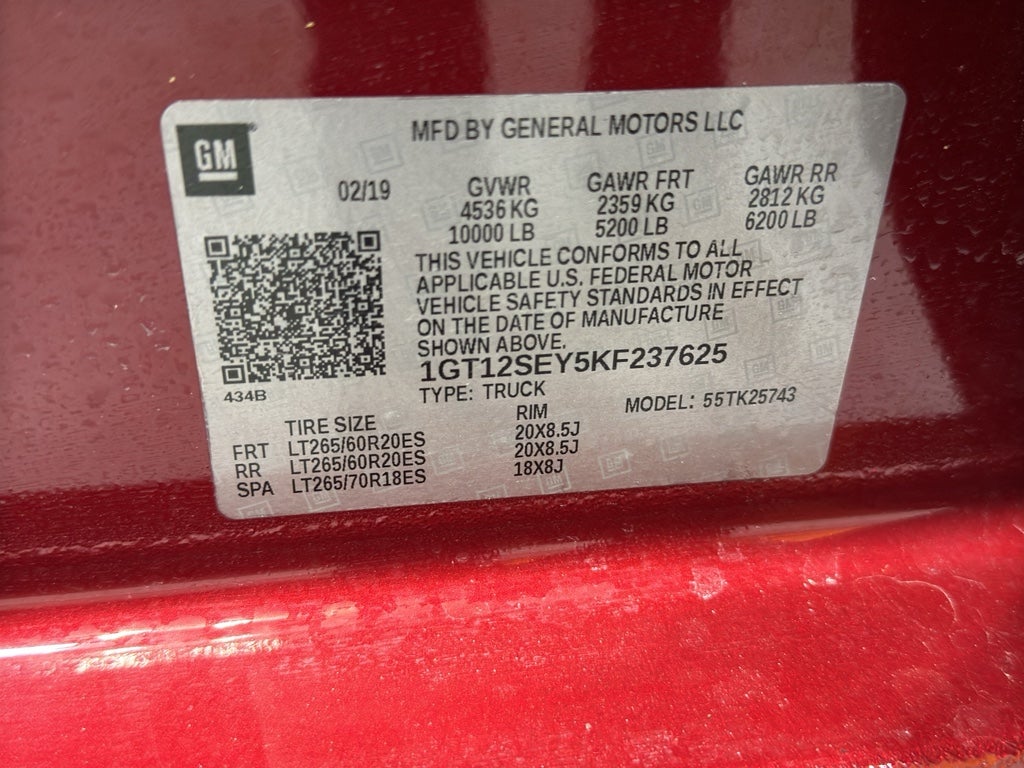 GM
MFD BY GENERAL MOTORS LLC
02/19 GVWR GAWR FRT GAWR RR
4536 KG 2359 KG 2812 KG
10000 LB 5200 LB 6200 LB
THIS VEHICLE CONFORMS TO ALL
APPLICABLE U.S. FEDERAL MOTOR
VEHICLE SAFETY STANDARDS IN EFFECT
ON THE DATE OF MANUFACTURE
SHOWN ABOVE.
1GT12SEY5KF237625
434B
TYPE: TRUCK MODEL: 55TK25743
TIRE SIZE RIM
FRT LT265/60R20ES 20X8.5J
RR LT265/60R20ES 20X8.5J
SPA LT265/70R18ES 18X8J